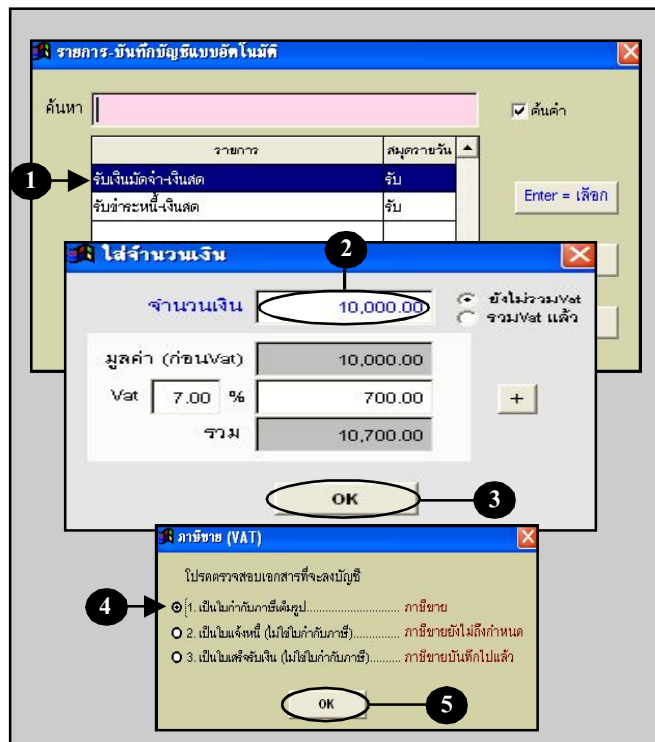 รายการ-บันทึกบัญชีแบบอัตโนมัติ
ค้นหา
ค้นคำ
รายการ
สมุดรายวัน
1
รับเงินมัดจำ-เงินสด
รับ
Enter = เลือก
รับชำระหนี้-เงินสด
รับ
ใส่จำนวนเงิน
2
จำนวนเงิน
10,000.00
ยังไม่รวมVat
รวมVat แล้ว
มูลค่า (ก่อนVat)
10,000.00
Vat 7.00 %
700.00
+
รวม
10,700.00
OK
3
ภาษีขาย (VAT)
โปรดตรวจสอบเอกสารที่จะลงบัญชี
4
1. เป็นใบกำกับภาษีเต็มรูป............................ ภาษีขาย
2. เป็นใบแจ้งหนี้ (ไม่ใช่ใบกำกับภาษี)............. ภาษีขายยังไม่ถึงกำหนด
3. เป็นใบเสร็จรับเงิน (ไม่ใช่ใบกำกับภาษี)......... ภาษีขายบันทึกไปแล้ว
OK
5